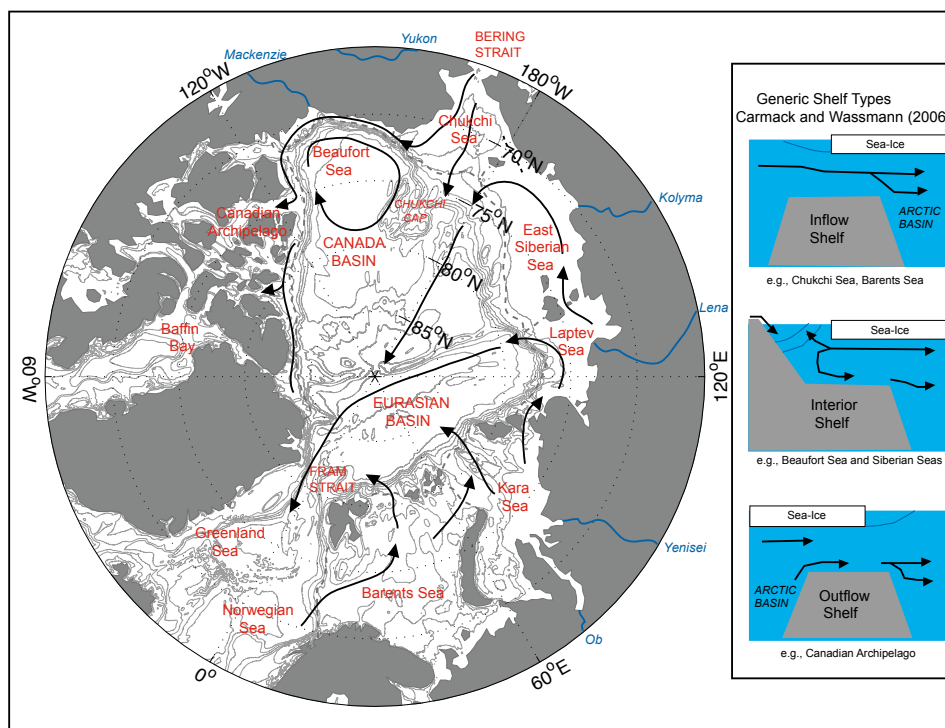 BERING
STRAIT
Yukon
Mackenzie
120°W
180°W
Chukchi
Sea
70°N
Beaufort
Sea
75°N
CHUKCHI
CAP
Kolyma
Canadian
Archipelago
CANADA
BASIN
East
Siberian
Sea
80°N
85°N
Lena
Baffin
Bay
Laptev
Sea
60°W
120°E
EURASIAN
BASIN
FRAM
STRAIT
Kara
Sea
Greenland
Sea
Yenisei
Barents Sea
Norwegian
Sea
Ob
0°
60°E
Generic Shelf Types
Carmack and Wassmann (2006)
Sea-Ice
ARCTIC
BASIN
Inflow
Shelf
e.g., Chukchi Sea, Barents Sea
Sea-Ice
Interior
Shelf
e.g., Beaufort Sea and Siberian Seas
Sea-Ice
ARCTIC
BASIN
Outflow
Shelf
e.g., Canadian Archipelago